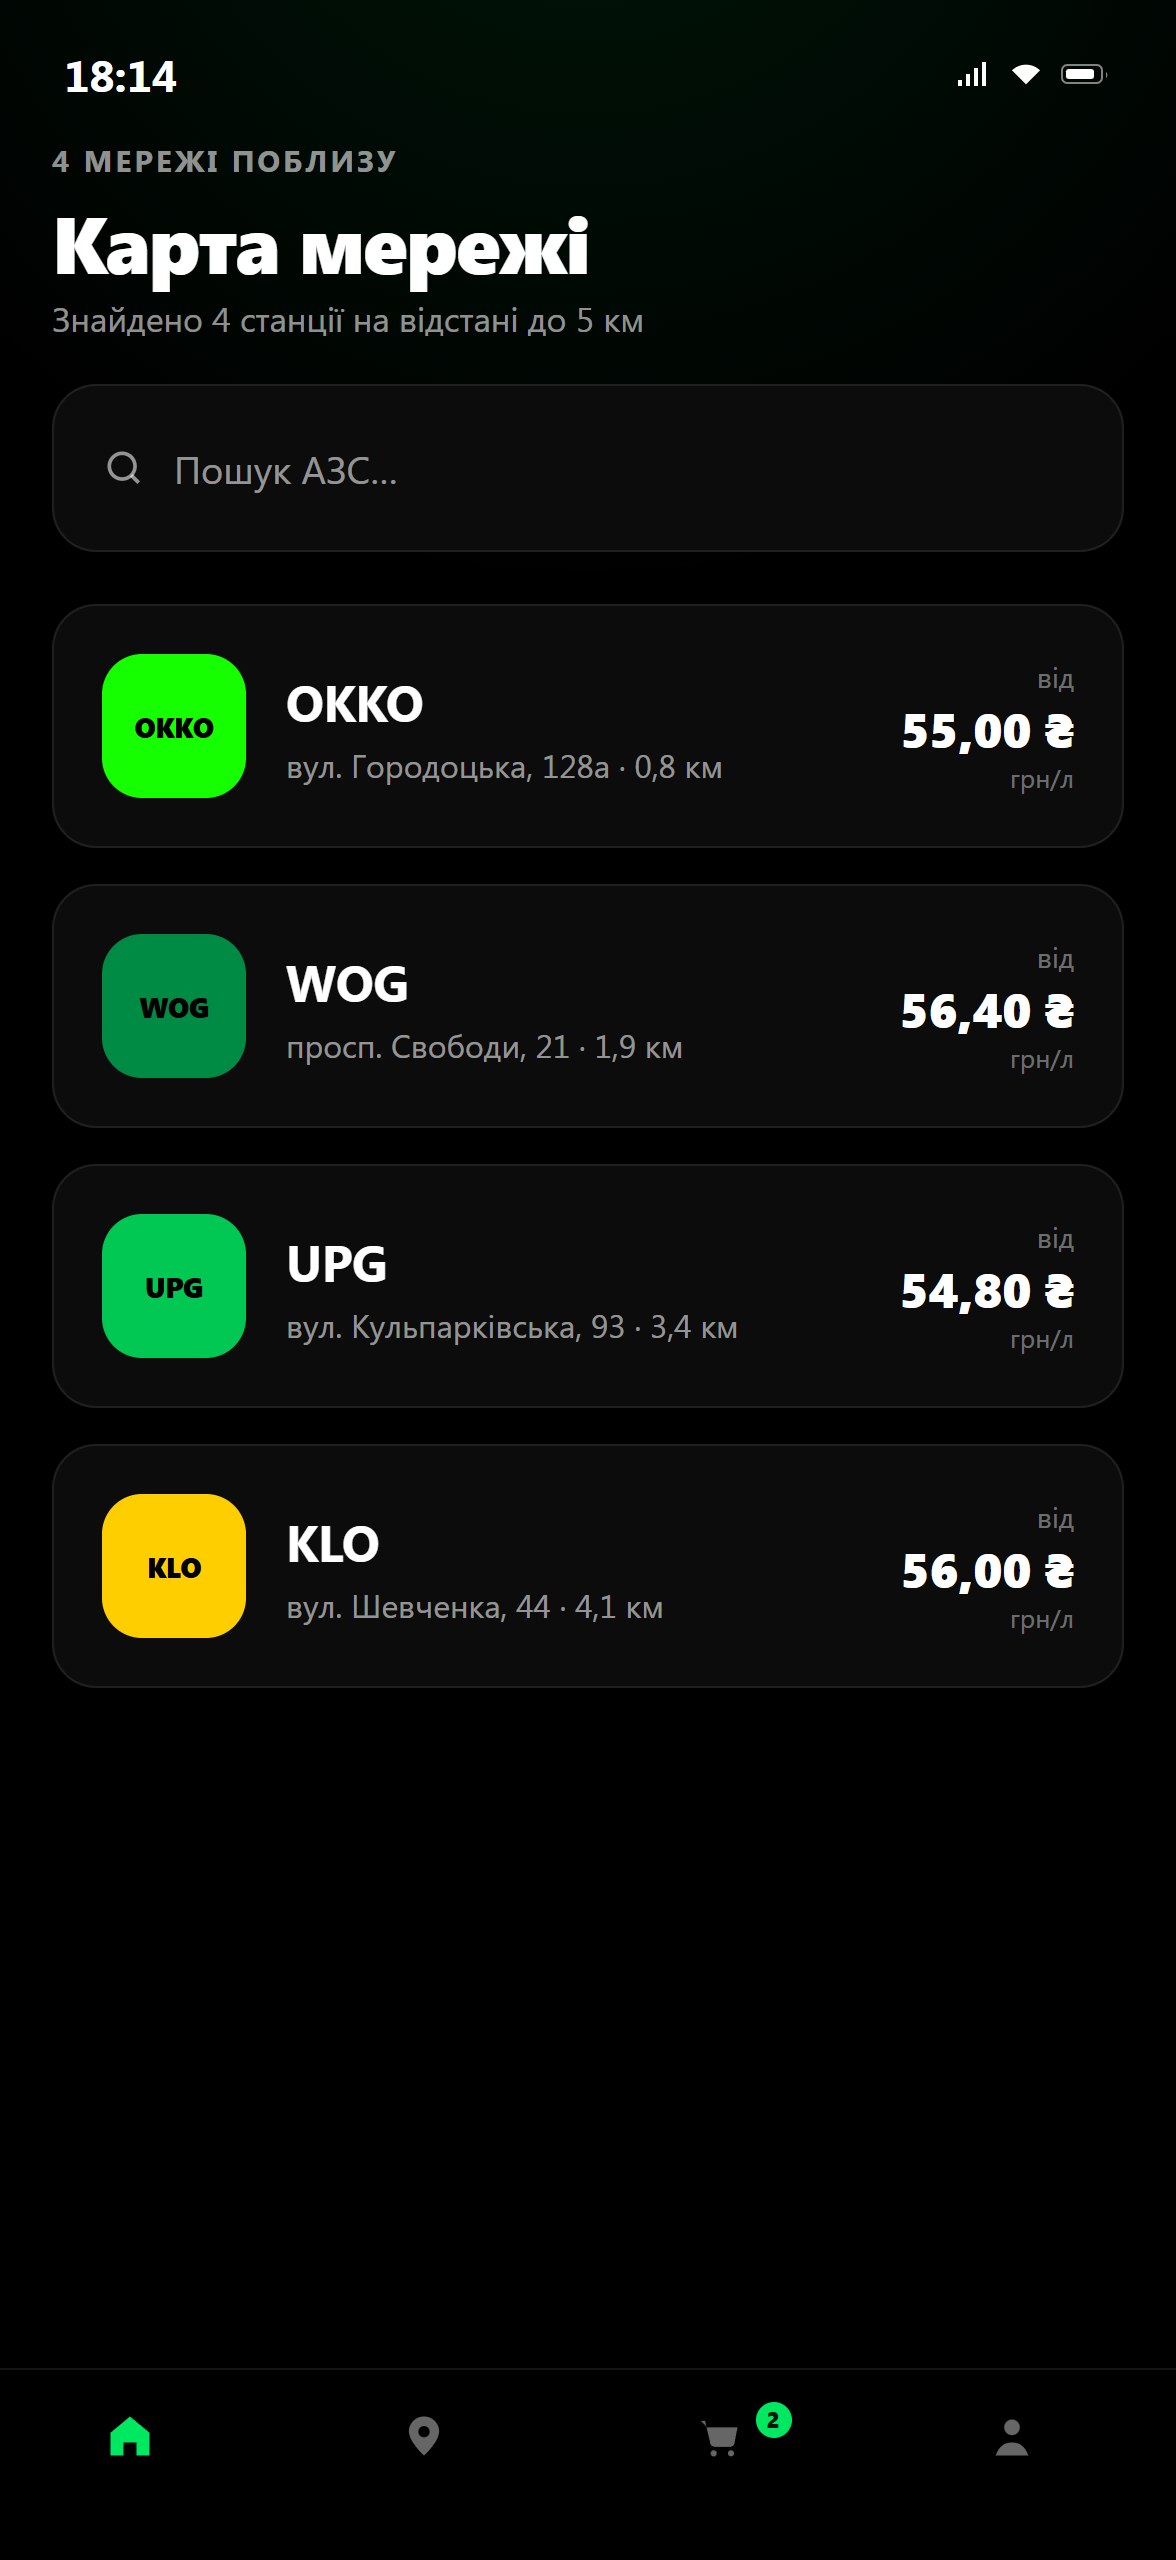 18:14
4 МЕРЕЖІ ПОБЛИЗУ
Карта мережі
Знайдено 4 станції на відстані до 5 км
Пошук АЗС...
OKKO
OKKO
вул. Городоцька, 128а · 0,8 км
від
55,00 ₴
грн/л
WOG
WOG
просп. Свободи, 21 · 1,9 км
від
56,40 ₴
грн/л
UPG
UPG
вул. Кульпарківська, 93 · 3,4 км
від
54,80 ₴
грн/л
KLO
KLO
вул. Шевченка, 44 · 4,1 км
від
56,00 ₴
грн/л
2